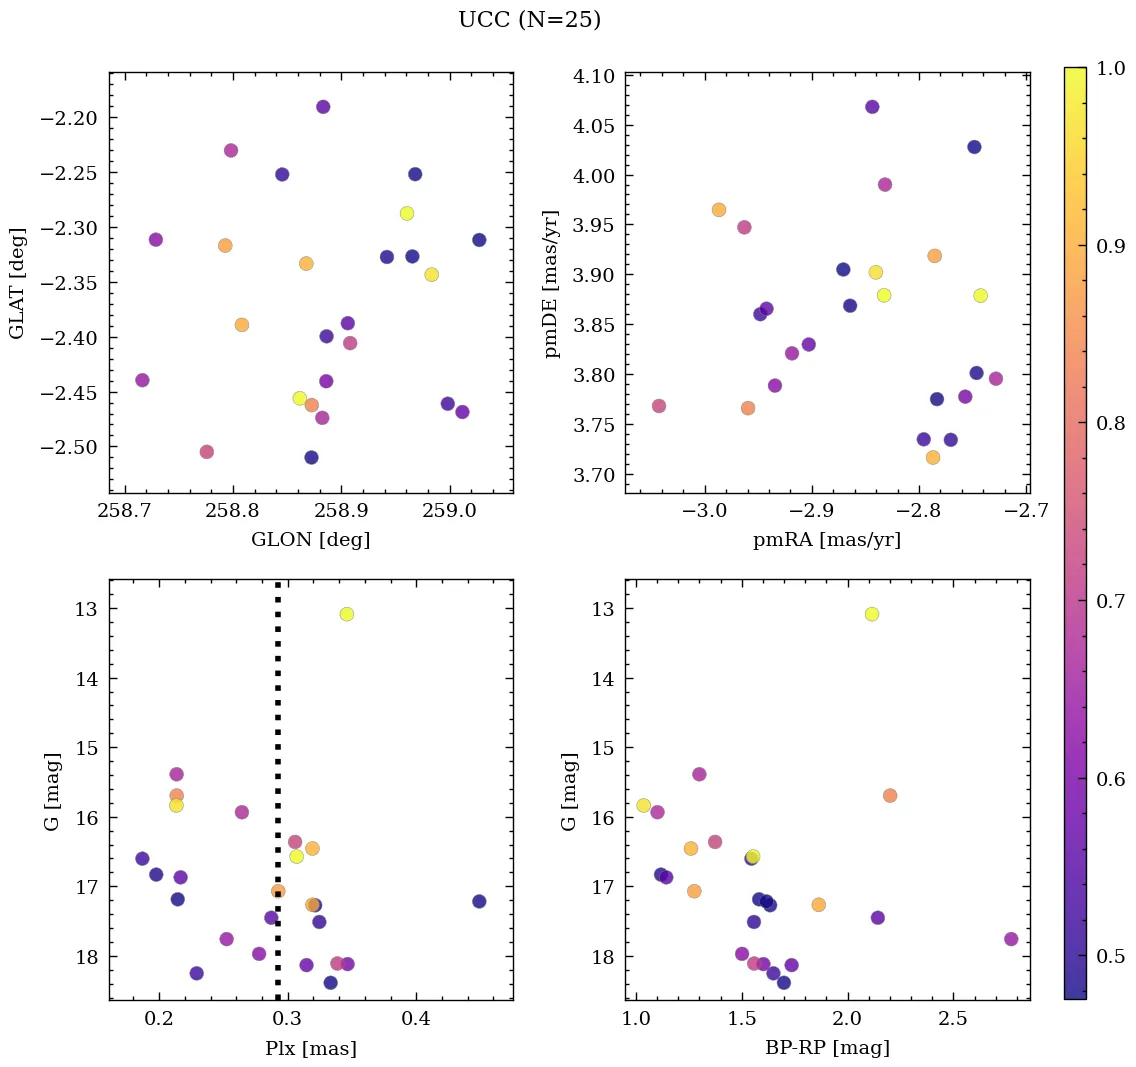 UCC (N=25)
−2.20
−2.25
−2.30
−2.35
−2.40
−2.45
−2.50
GLAT [deg]
258.7 258.8 258.9 259.0
GLON [deg]
4.10
4.05
4.00
3.95
3.90
3.85
3.80
3.75
3.70
pmDE [mas/yr]
−3.0 −2.9 −2.8 −2.7
pmRA [mas/yr]
13
14
15
16
17
18
G [mag]
0.2 0.3 0.4
Plx [mas]
13
14
15
16
17
18
G [mag]
1.0 1.5 2.0 2.5
BP-RP [mag]
1.0
0.9
0.8
0.7
0.6
0.5